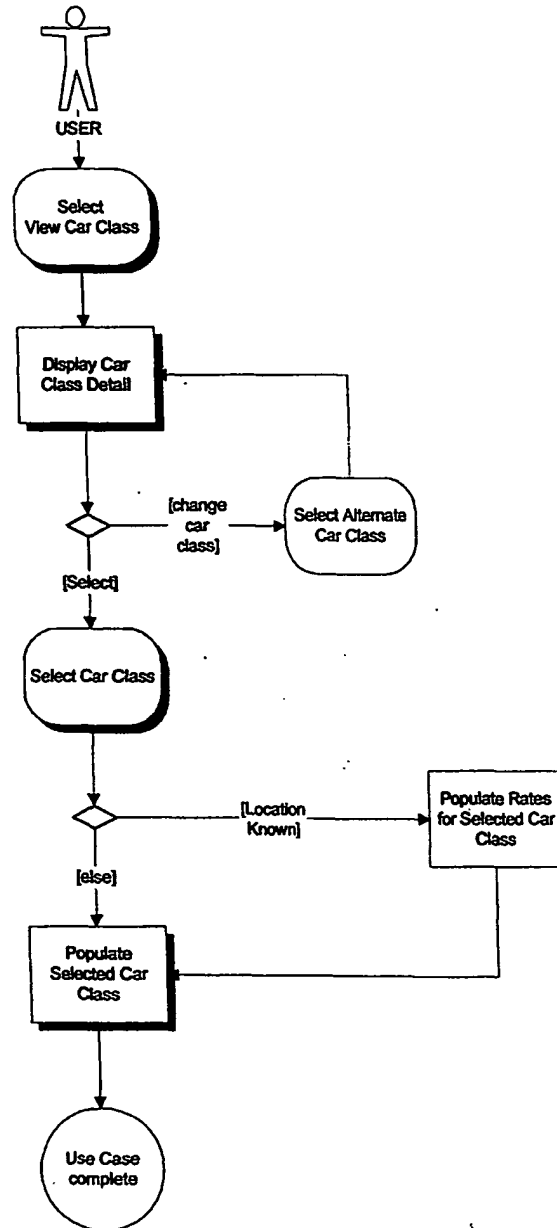 USER
Select
View Car Class
Display Car
Class Detail
[change
car
class]
Select Alternate
Car Class
[Select]
Select Car Class
[Location
Known]
Populate Rates
for Selected Car
Class
[else]
Populate
Selected Car
Class
Use Case
complete